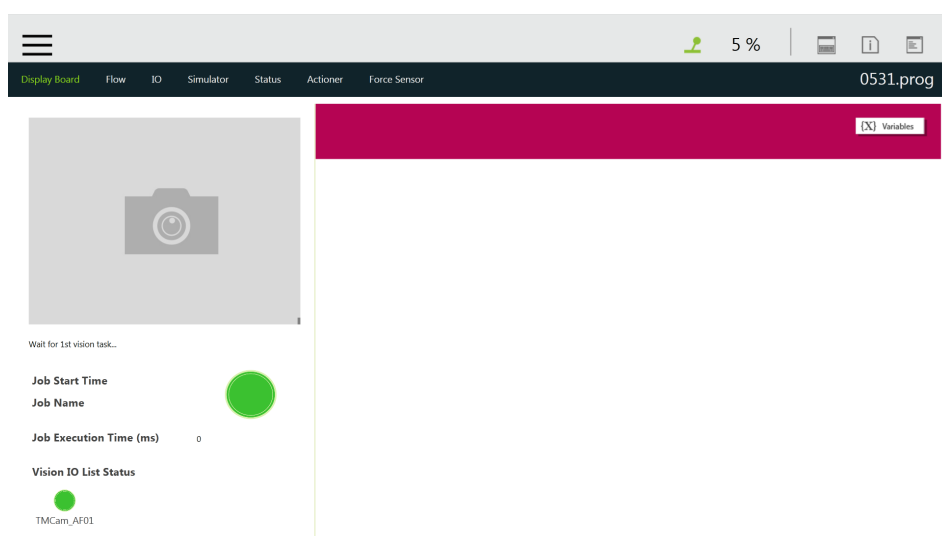 5 %
Display Board Flow IO Simulator Status Actioner Force Sensor 0531.prog
{X} Variables
Wait for 1st vision task...
Job Start Time
Job Name
Job Execution Time (ms) 0
Vision IO List Status
TMCam_AF01